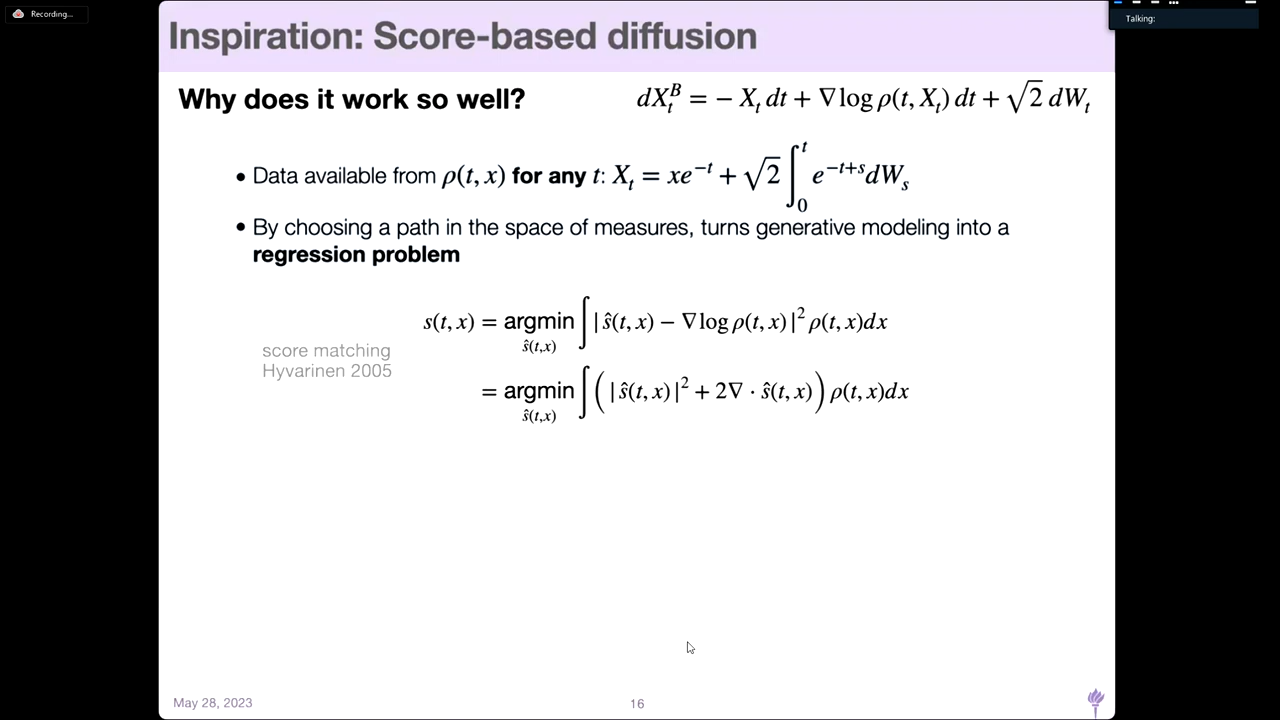 Recording...
Talking:
Inspiration: Score-based diffusion
Why does it work so well?
dX_t^B = − X_t dt + ∇log ρ(t, X_t) dt + √2 dW_t
• Data available from ρ(t, x) for any t: X_t = xe^{−t} + √2 ∫_0^t e^{−t+s}dW_s
• By choosing a path in the space of measures, turns generative modeling into a
regression problem
s(t, x) = argmin_{ŝ(t,x)} ∫ | ŝ(t, x) − ∇log ρ(t, x) |^2 ρ(t, x)dx
score matching
Hyvarinen 2005
= argmin_{ŝ(t,x)} ∫ ( | ŝ(t, x)|^2 + 2∇ · ŝ(t, x) ) ρ(t, x)dx
May 28, 2023
16